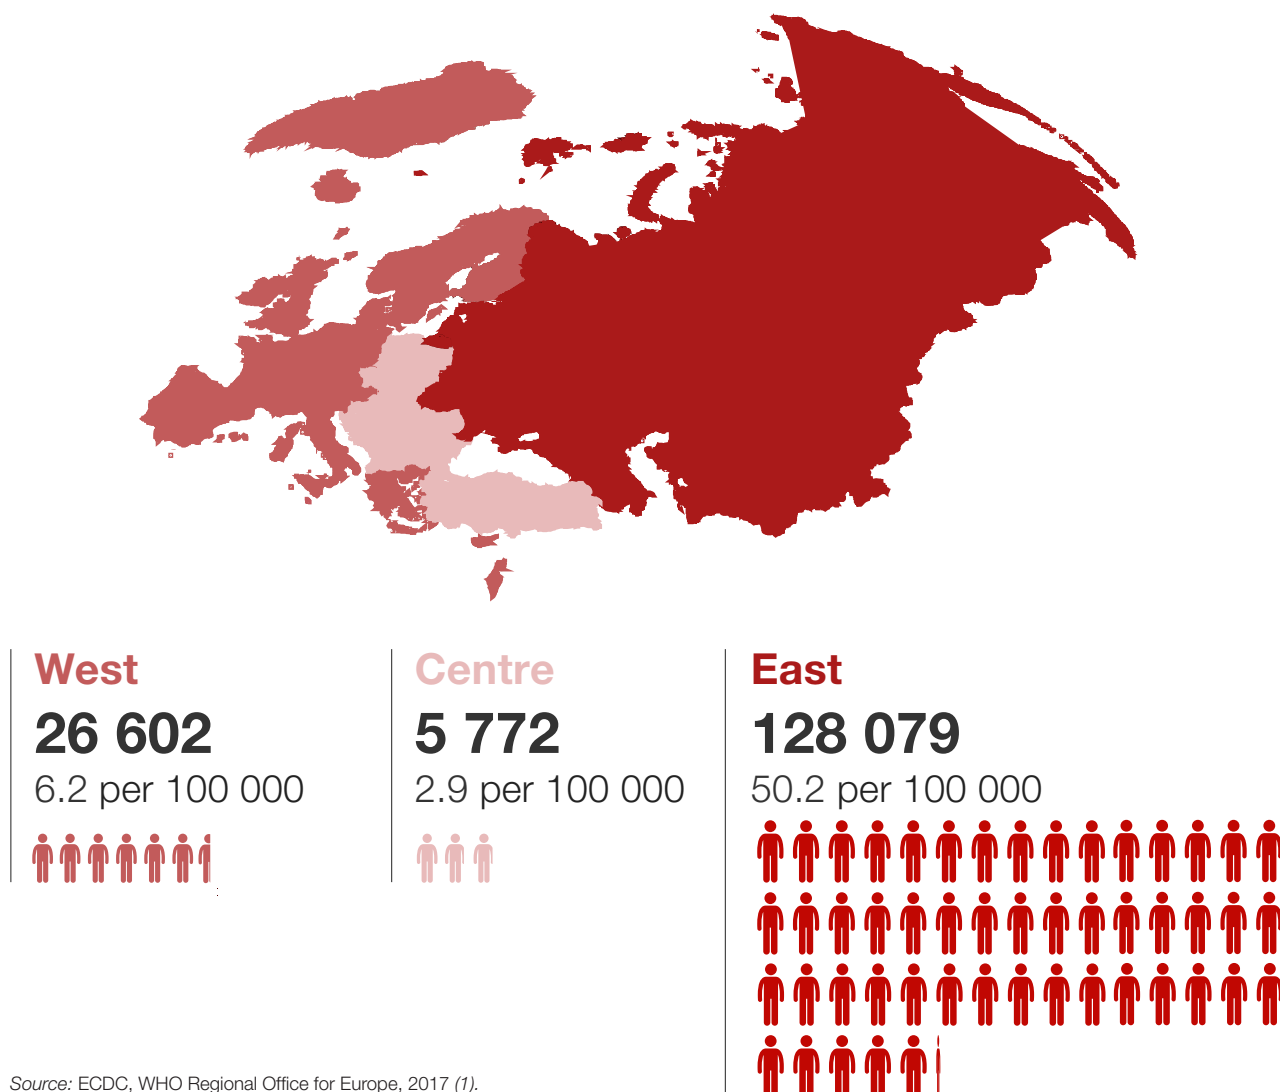 West
26 602
6.2 per 100 000
Centre
5 772
2.9 per 100 000
East
128 079
50.2 per 100 000
Source: ECDC, WHO Regional Office for Europe, 2017 (1).